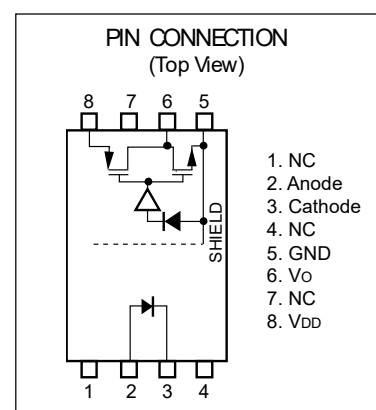 PIN CONNECTION
(Top View)
8 7 6 5
SHIELD
1 2 3 4
1. NC
2. Anode
3. Cathode
4. NC
5. GND
6. VO
7. NC
8. VDD